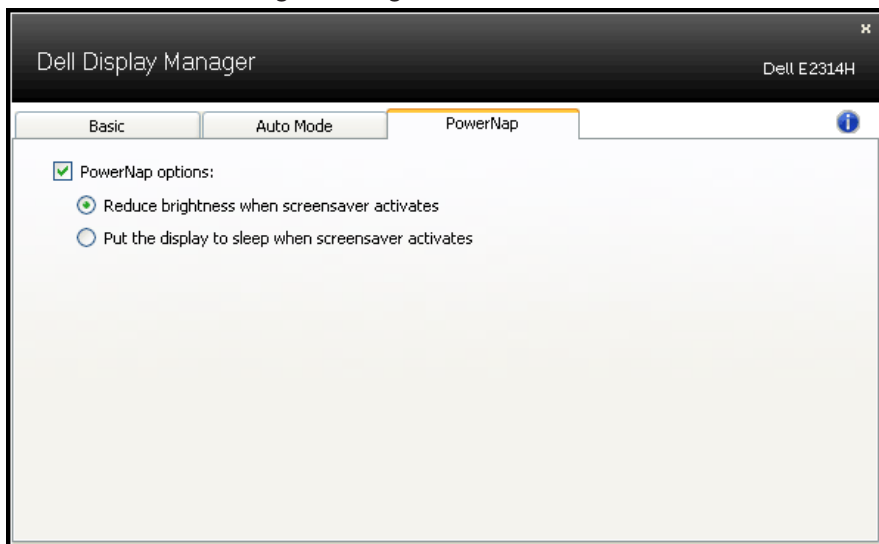 x
Dell Display Manager
Dell E2314H
Basic
Auto Mode
PowerNap
i
PowerNap options:
Reduce brightness when screensaver activates
Put the display to sleep when screensaver activates